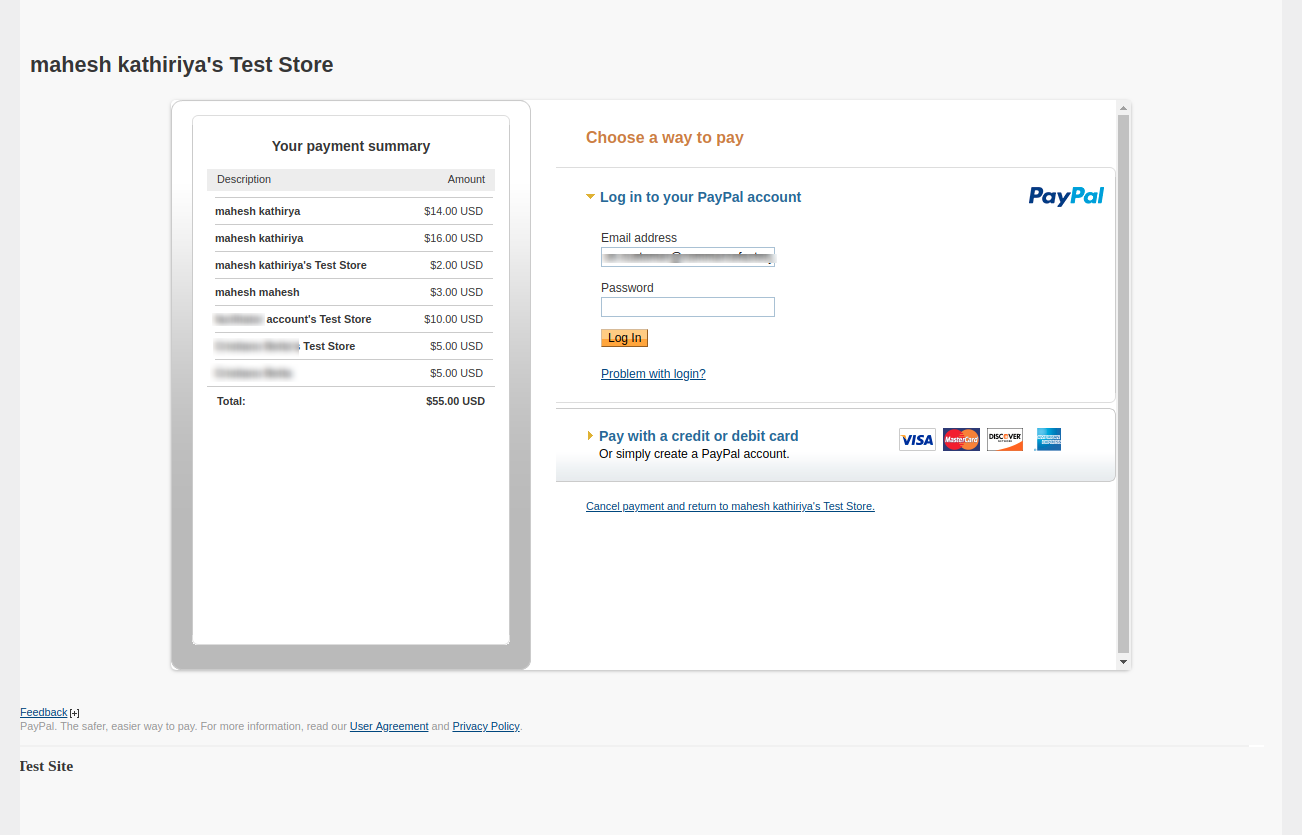 mahesh kathiriya's Test Store
Your payment summary
Description Amount
mahesh kathirya $14.00 USD
mahesh kathiriya $16.00 USD
mahesh kathiriya's Test Store $2.00 USD
mahesh mahesh $3.00 USD
account's Test Store $10.00 USD
Test Store $5.00 USD
$5.00 USD
Total: $55.00 USD
Choose a way to pay
Log in to your PayPal account
PayPal
Email address
Password
Log In
Problem with login?
Pay with a credit or debit card
Or simply create a PayPal account.
VISA MasterCard DISCOVER
Cancel payment and return to mahesh kathiriya's Test Store.
Feedback [+]
PayPal. The safer, easier way to pay. For more information, read our User Agreement and Privacy Policy.
Test Site